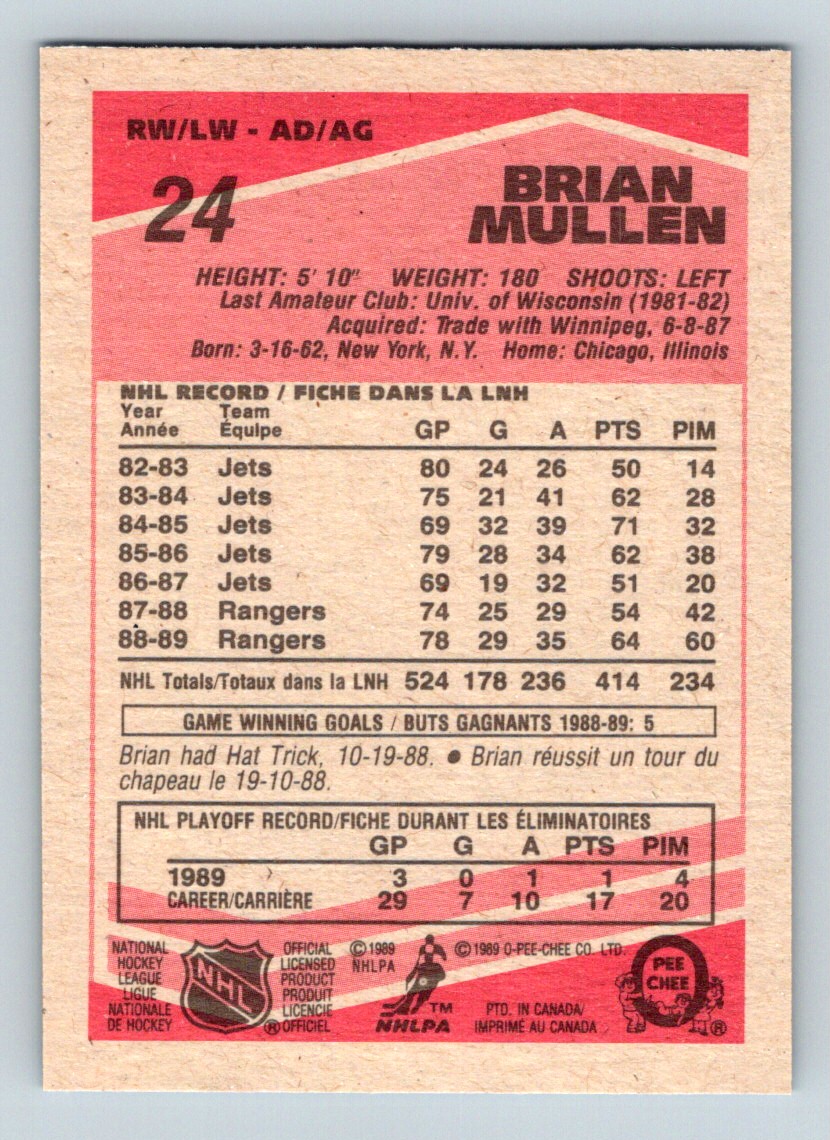 RW/LW - AD/AG
24
BRIAN
MULLEN
HEIGHT: 5' 10" WEIGHT: 180 SHOOTS: LEFT
Last Amateur Club: Univ. of Wisconsin (1981-82)
Acquired: Trade with Winnipeg, 6-8-87
Born: 3-16-62, New York, N.Y. Home: Chicago, Illinois
NHL RECORD / FICHE DANS LA LNH
Year Team
Année Équipe GP G A PTS PIM
82-83 Jets 80 24 26 50 14
83-84 Jets 75 21 41 62 28
84-85 Jets 69 32 39 71 32
85-86 Jets 79 28 34 62 38
86-87 Jets 69 19 32 51 20
87-88 Rangers 74 25 29 54 42
88-89 Rangers 78 29 35 64 60
NHL Totals/Totaux dans la LNH 524 178 236 414 234
GAME WINNING GOALS / BUTS GAGNANTS 1988-89: 5
Brian had Hat Trick, 10-19-88. • Brian réussit un tour du
chapeau le 19-10-88.
NHL PLAYOFF RECORD/FICHE DURANT LES ÉLIMINATOIRES
GP G A PTS PIM
1989 3 0 1 1 4
CAREER/CARRIÈRE 29 7 10 17 20
NATIONAL
HOCKEY
LEAGUE
LIGUE
NATIONALE
DE HOCKEY
NHL
®
OFFICIAL
LICENSED
PRODUCT
PRODUIT
LICENCIE
OFFICIEL
© 1989
NHLPA
TM
NHLPA
© 1989 O-PEE-CHEE CO. LTD.
PTD. IN CANADA/
IMPRIMÉ AU CANADA
O
PEE
CHEE
®